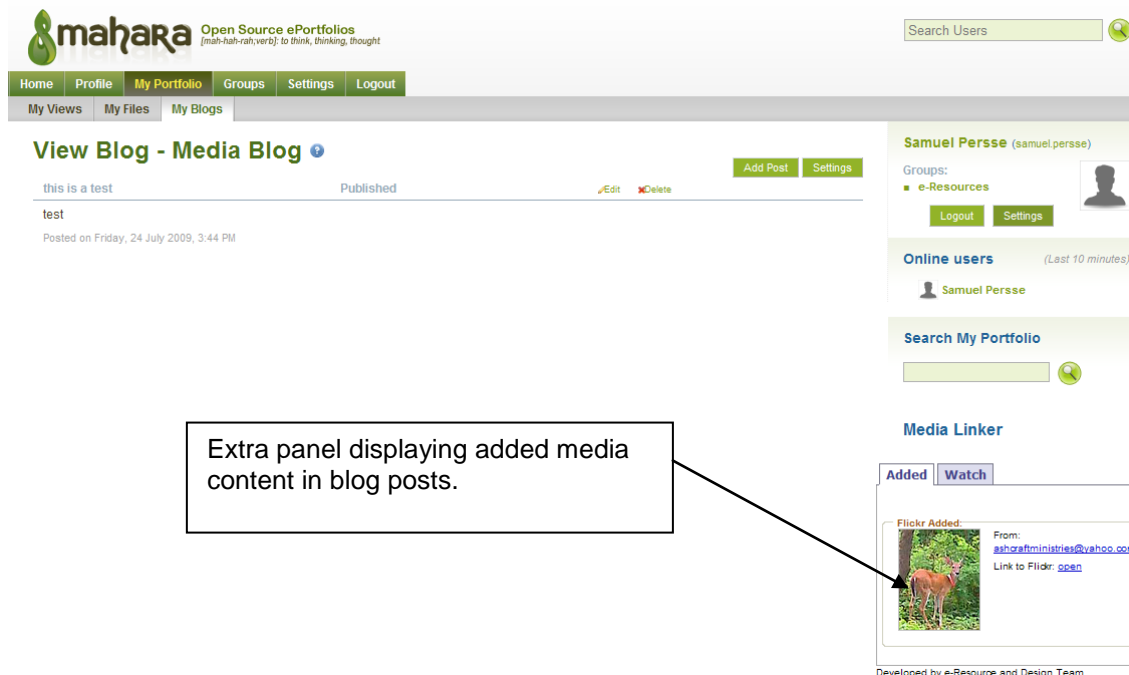 mahara
Open Source ePortfolios
[mah-hah-rah;verb]: to think, thinking, thought
Search Users
Home Profile My Portfolio Groups Settings Logout
My Views My Files My Blogs
View Blog - Media Blog ?
Add Post Settings
this is a test Published Edit Delete
test
Posted on Friday, 24 July 2009, 3:44 PM
Samuel Persse (samuel.persse)
Groups:
e-Resources
Logout Settings
Online users (Last 10 minutes)
Samuel Persse
Search My Portfolio
Extra panel displaying added media
content in blog posts.
Media Linker
Added Watch
Flickr Added:
From:
ashcraftministries@yahoo.com
Link to Flickr: open
Developed by e-Resource and Design Team